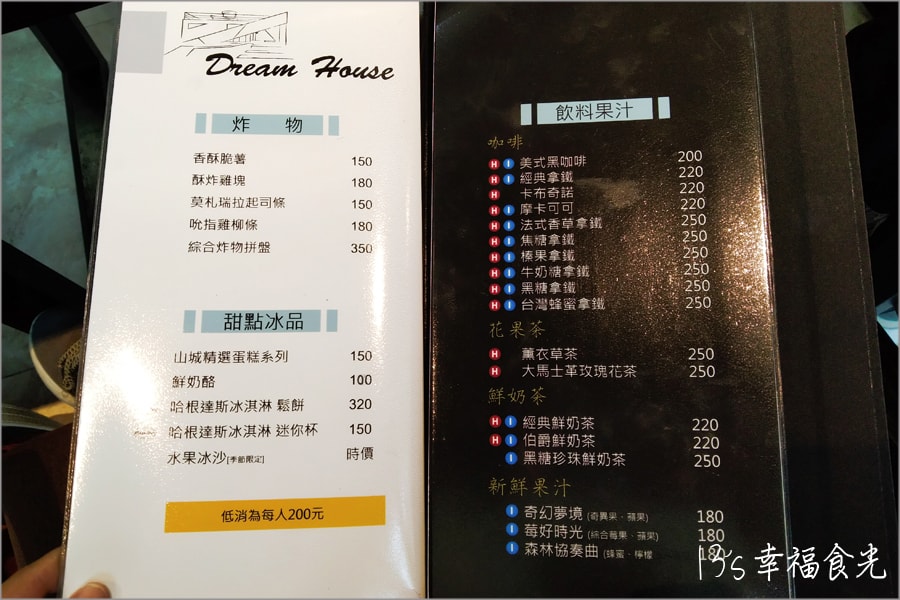 Dream House
炸 物
香酥脆薯 150
酥炸雞塊 180
莫札瑞拉起司條 150
吮指雞柳條 180
綜合炸物拼盤 350
甜點冰品
山城精選蛋糕系列 150
鮮奶酪 100
哈根達斯冰淇淋 鬆餅 320
哈根達斯冰淇淋 迷你杯 150
水果冰沙[季節限定] 時價
低消為每人200元
飲料果汁
咖啡
H I 美式黑咖啡 200
H I 經典拿鐵 220
H 卡布奇諾 220
H I 摩卡可可 220
H I 法式香草拿鐵 250
H I 焦糖拿鐵 250
H I 榛果拿鐵 250
H I 牛奶糖拿鐵 250
H I 黑糖拿鐵 250
H I 台灣蜂蜜拿鐵 250
花果茶
H 薰衣草茶 250
H 大馬士革玫瑰花茶 250
鮮奶茶
H I 經典鮮奶茶 220
H I 伯爵鮮奶茶 220
I 黑糖珍珠鮮奶茶 250
新鮮果汁
I 奇幻夢境 (奇異果、蘋果) 180
I 莓好時光 (綜合莓果、蘋果) 180
I 森林協奏曲 (蜂蜜、檸檬
幸福食光